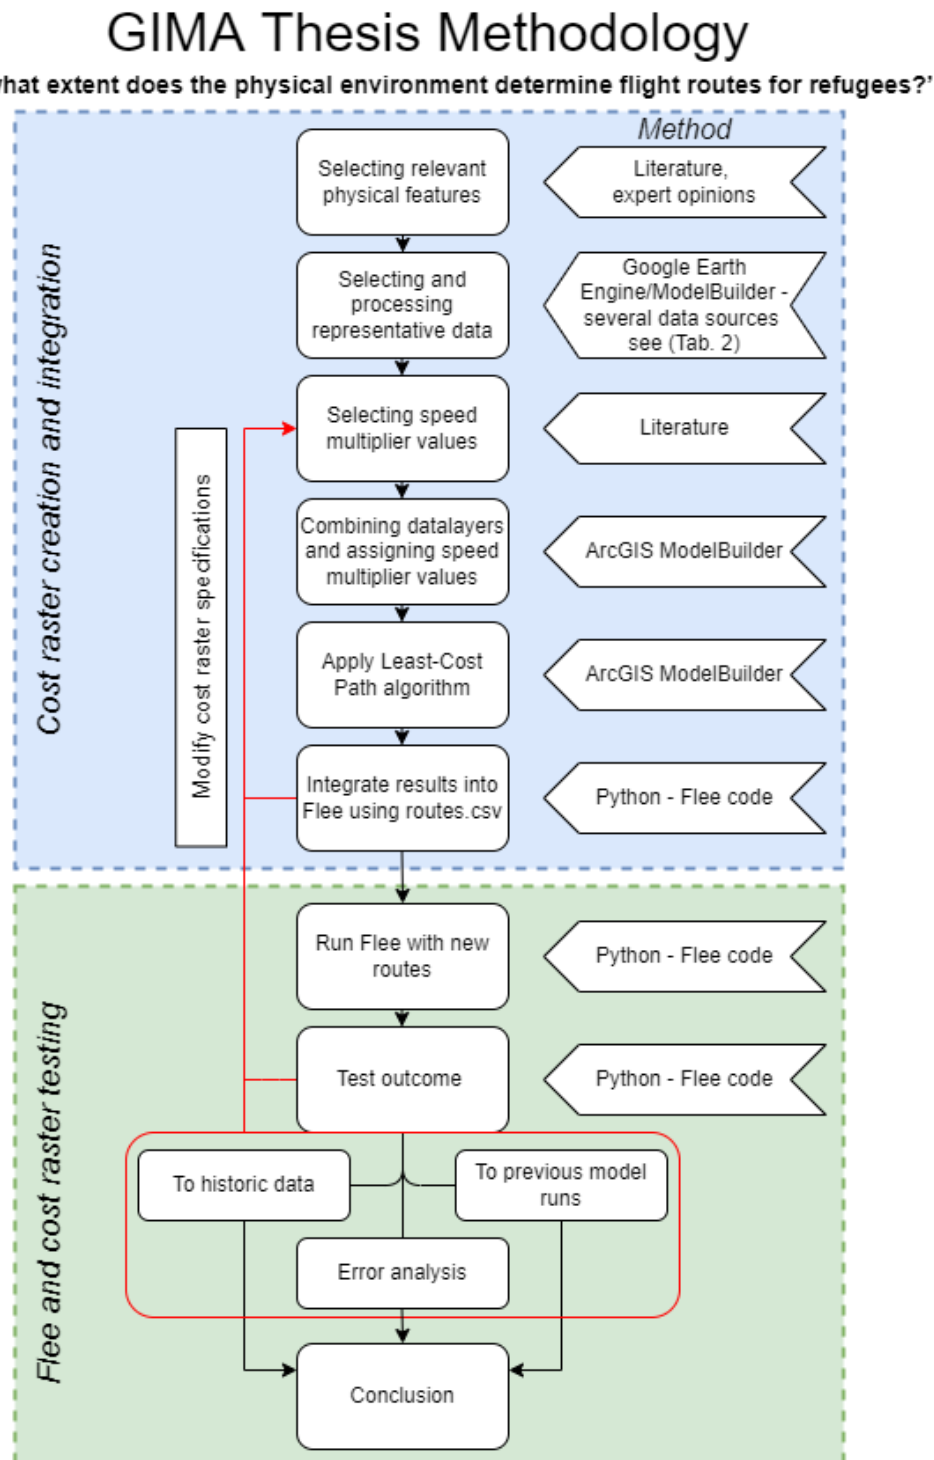 GIMA Thesis Methodology
hat extent does the physical environment determine flight routes for refugees?'
Method
Selecting relevant
physical features
Literature,
expert opinions
Selecting and
processing
representative data
Google Earth
Engine/ModelBuilder -
several data sources
see (Tab. 2)
Cost raster creation and integration
Selecting speed
multiplier values
Literature
Modify cost raster specifications
Combining datalayers
and assigning speed
multiplier values
ArcGIS ModelBuilder
Apply Least-Cost
Path algorithm
ArcGIS ModelBuilder
Integrate results into
Flee using routes.csv
Python - Flee code
Flee and cost raster testing
Run Flee with new
routes
Python - Flee code
Test outcome
Python - Flee code
To historic data
To previous model
runs
Error analysis
Conclusion